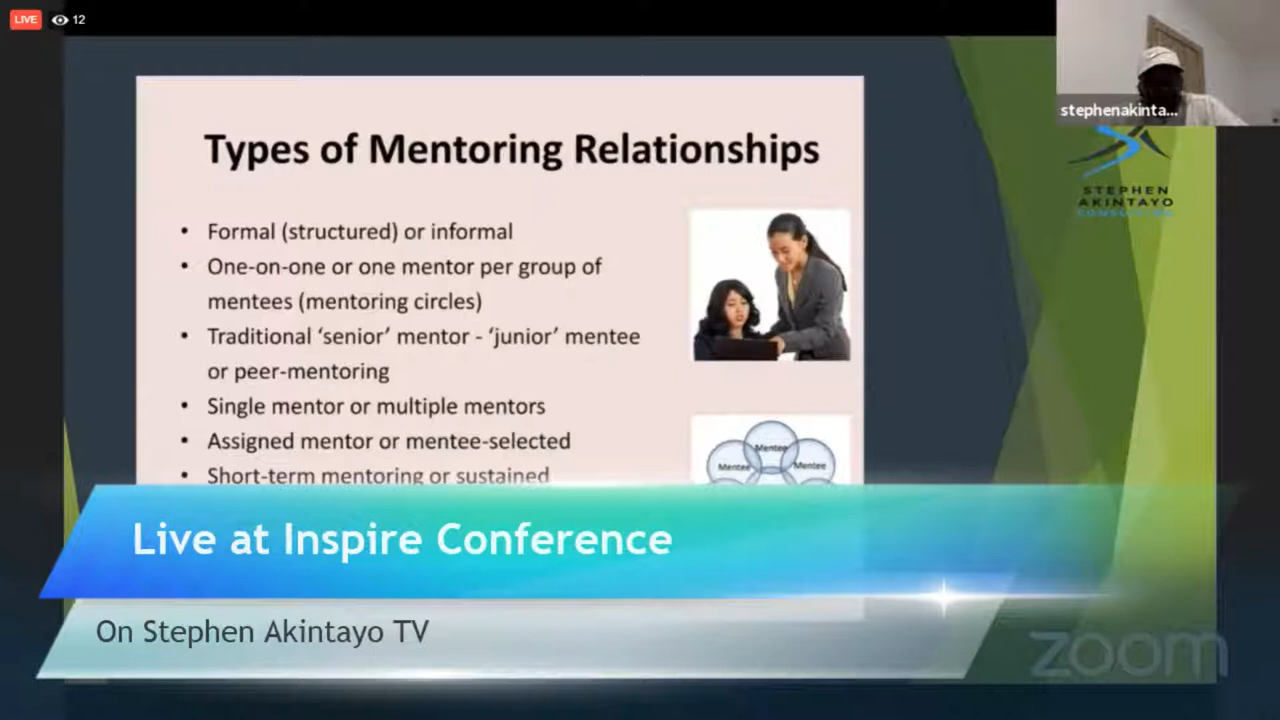 LIVE 12
stephenakinta...
STEPHEN
AKINTAYO
CONSULTING
Types of Mentoring Relationships
• Formal (structured) or informal
• One-on-one or one mentor per group of
mentees (mentoring circles)
• Traditional ‘senior’ mentor - ‘junior’ mentee
or peer-mentoring
• Single mentor or multiple mentors
• Assigned mentor or mentee-selected
• Short-term mentoring or sustained
Mentee
Mentee
Mentee
Live at Inspire Conference
On Stephen Akintayo TV
zoom